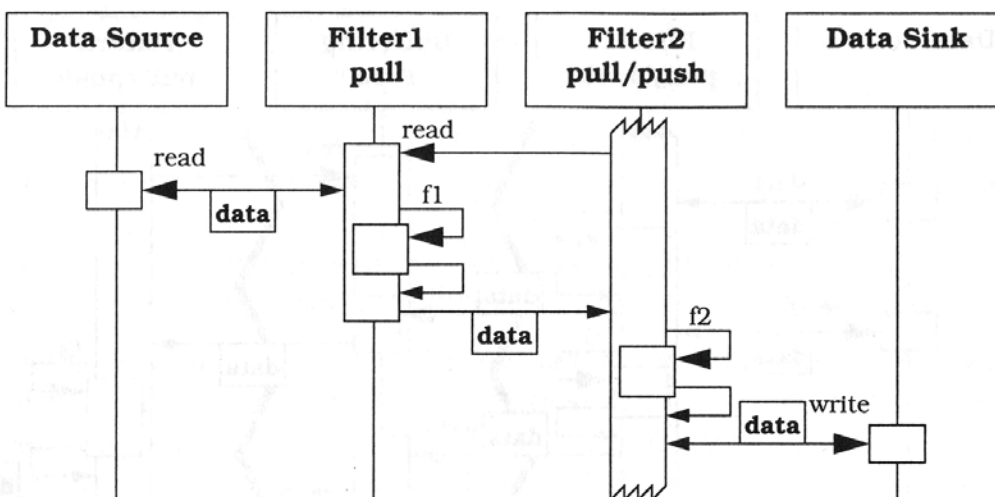 Data Source
Filter1
pull
Filter2
pull/push
Data Sink
read
read
data
f1
data
f2
data
write